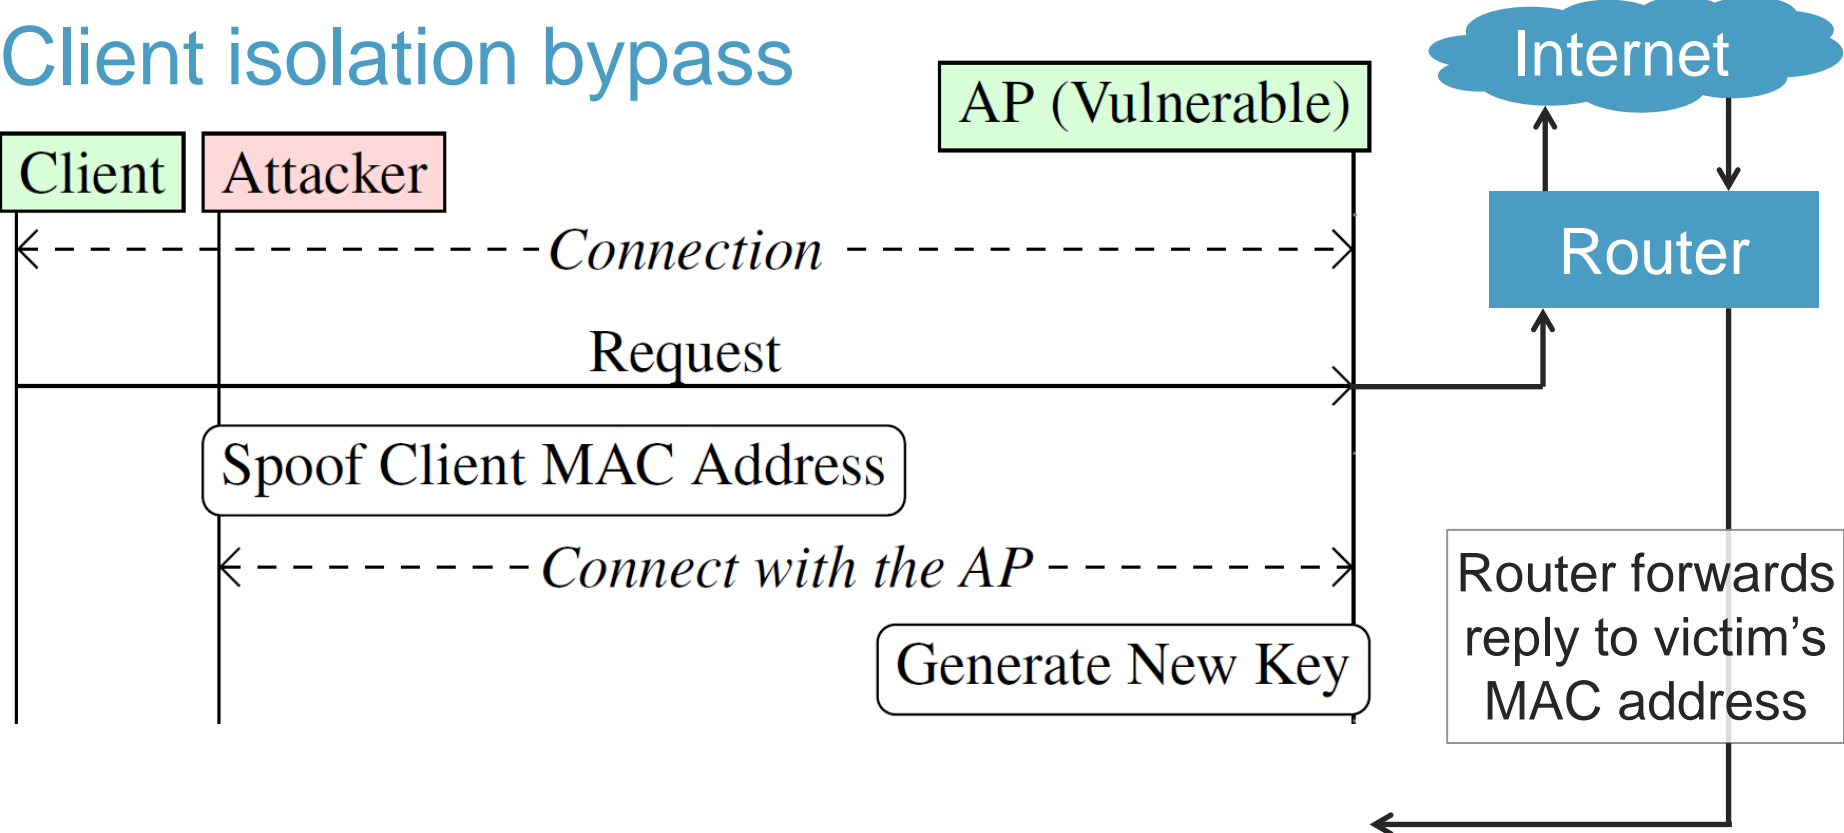 Client isolation bypass
Internet
AP (Vulnerable)
Client
Attacker
Router
Connection
Request
Spoof Client MAC Address
Connect with the AP
Generate New Key
Router forwards
reply to victim’s
MAC address